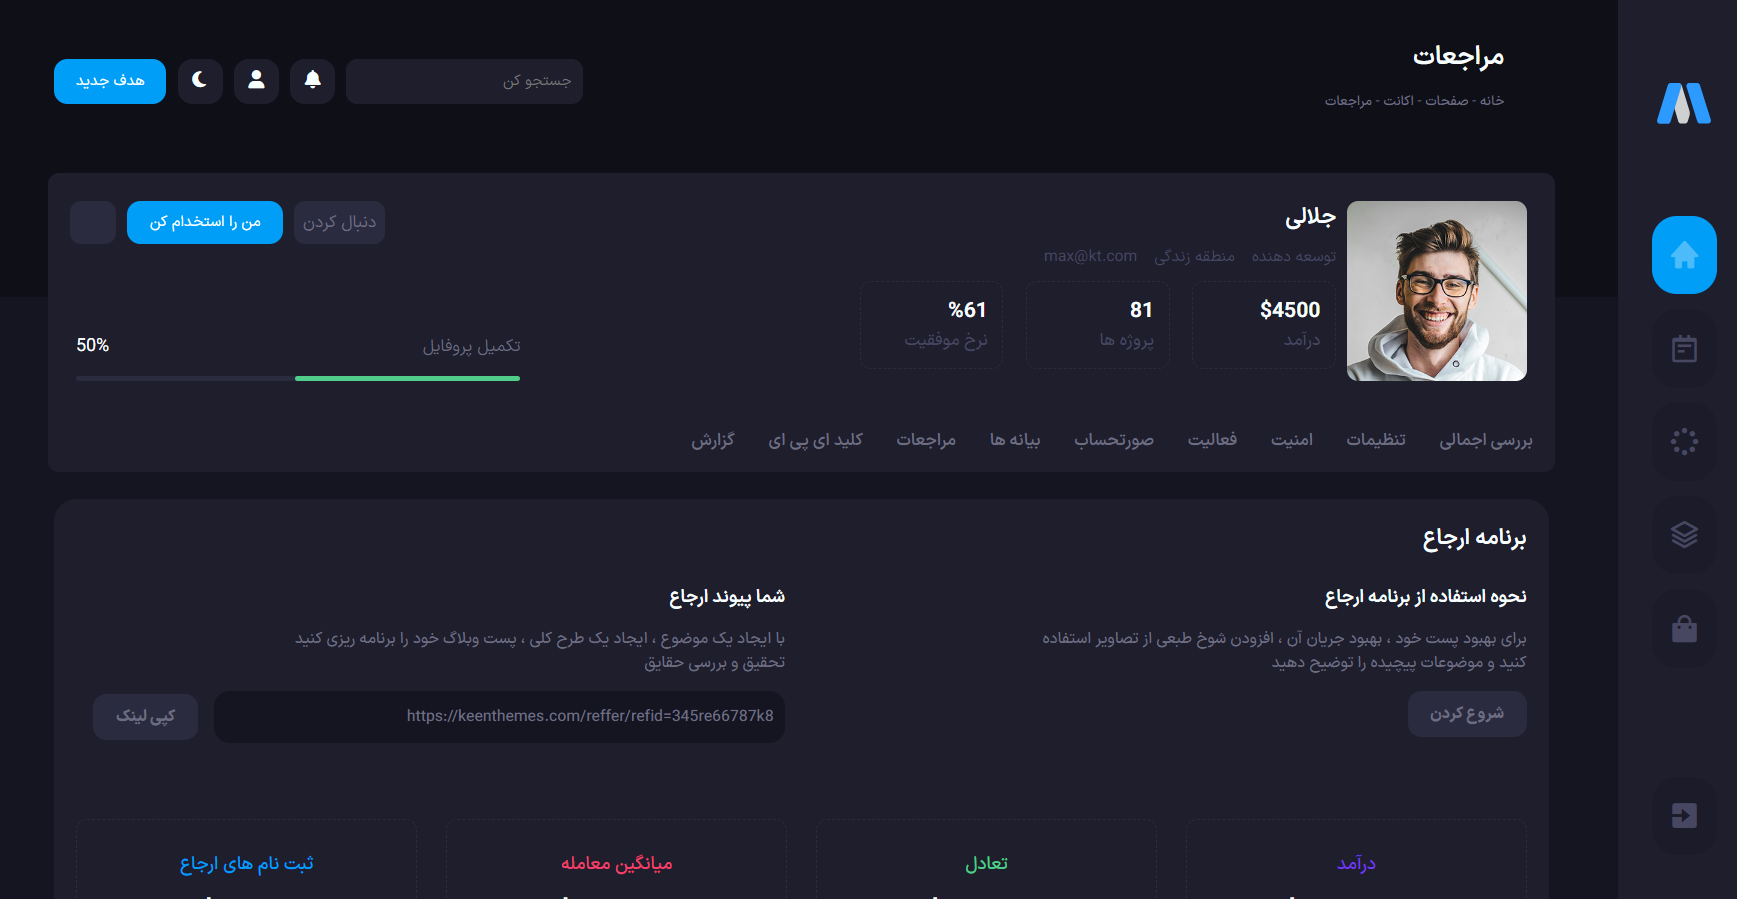 مراجعات
خانه - صفحات - اکانت - مراجعات
جستجو کن
هدف جدید
جلالی
توسعه دهنده منطقه زندگی max@kt.com
دنبال کردن
من را استخدام کن
$4500
درآمد
81
پروژه ها
%61
نرخ موفقیت
تکمیل پروفایل
50%
بررسی اجمالی تنظیمات امنیت فعالیت صورتحساب بیانه ها مراجعات کلید ای پی ای گزارش
برنامه ارجاع
نحوه استفاده از برنامه ارجاع
برای بهبود پست خود ، بهبود جریان آن ، افزودن شوخ طبعی از تصاویر استفاده
کنید و موضوعات پیچیده را توضیح دهید
شروع کردن
شما پیوند ارجاع
با ایجاد یک موضوع ، ایجاد یک طرح کلی ، پست وبلاگ خود را برنامه ریزی کنید
تحقیق و بررسی حقایق
https://keenthemes.com/reffer/refid=345re66787k8
کپی لینک
درآمد
تعادل
میانگین معامله
ثبت نام های ارجاع